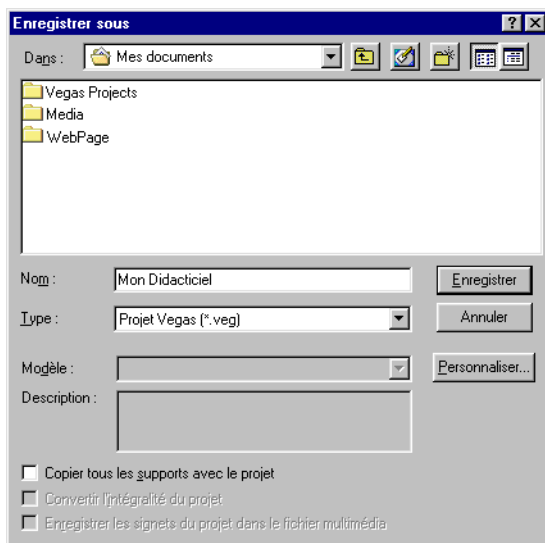 Enregistrer sous
Dans : Mes documents
Vegas Projects
Media
WebPage
Nom : Mon Didacticiel Enregistrer
Type : Projet Vegas (*.veg) Annuler
Modèle : Personnaliser...
Description :
Copier tous les supports avec le projet
Convertir l'intégralité du projet
Enregistrer les signets du projet dans le fichier multimédia